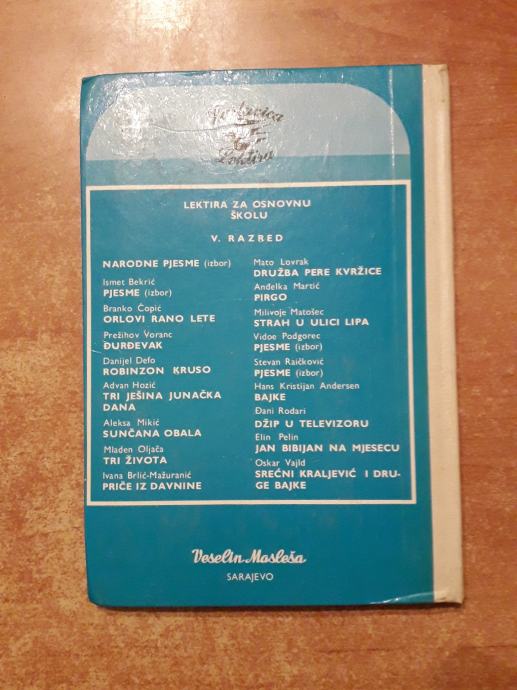 Lastavica
Lektira
LEKTIRA ZA OSNOVNU
ŠKOLU
V. RAZRED
NARODNE PJESME (izbor)
Ismet Bekrić
PJESME (izbor)
Branko Ćopić
ORLOVI RANO LETE
Prežihov Voranc
ĐURĐEVAK
Danijel Defo
ROBINZON KRUSO
Advan Hozić
TRI JEŠINA JUNAČKA
DANA
Aleksa Mikić
SUNČANA OBALA
Mladen Oljača
TRI ŽIVOTA
Ivana Brlić-Mažuranić
PRIČE IZ DAVNINE
Mato Lovrak
DRUŽBA PERE KVRŽICE
Anđelka Martić
PIRGO
Milivoje Matošec
STRAH U ULICI LIPA
Vidoe Podgorec
PJESME (izbor)
Stevan Raičković
PJESME (izbor)
Hans Kristijan Andersen
BAJKE
Đani Rodari
DŽIP U TELEVIZORU
Elin Pelin
JAN BIBIJAN NA MJESECU
Oskar Vajld
SREĆNI KRALJEVIĆ I DRU-
GE BAJKE
Veselin Masleša
SARAJEVO